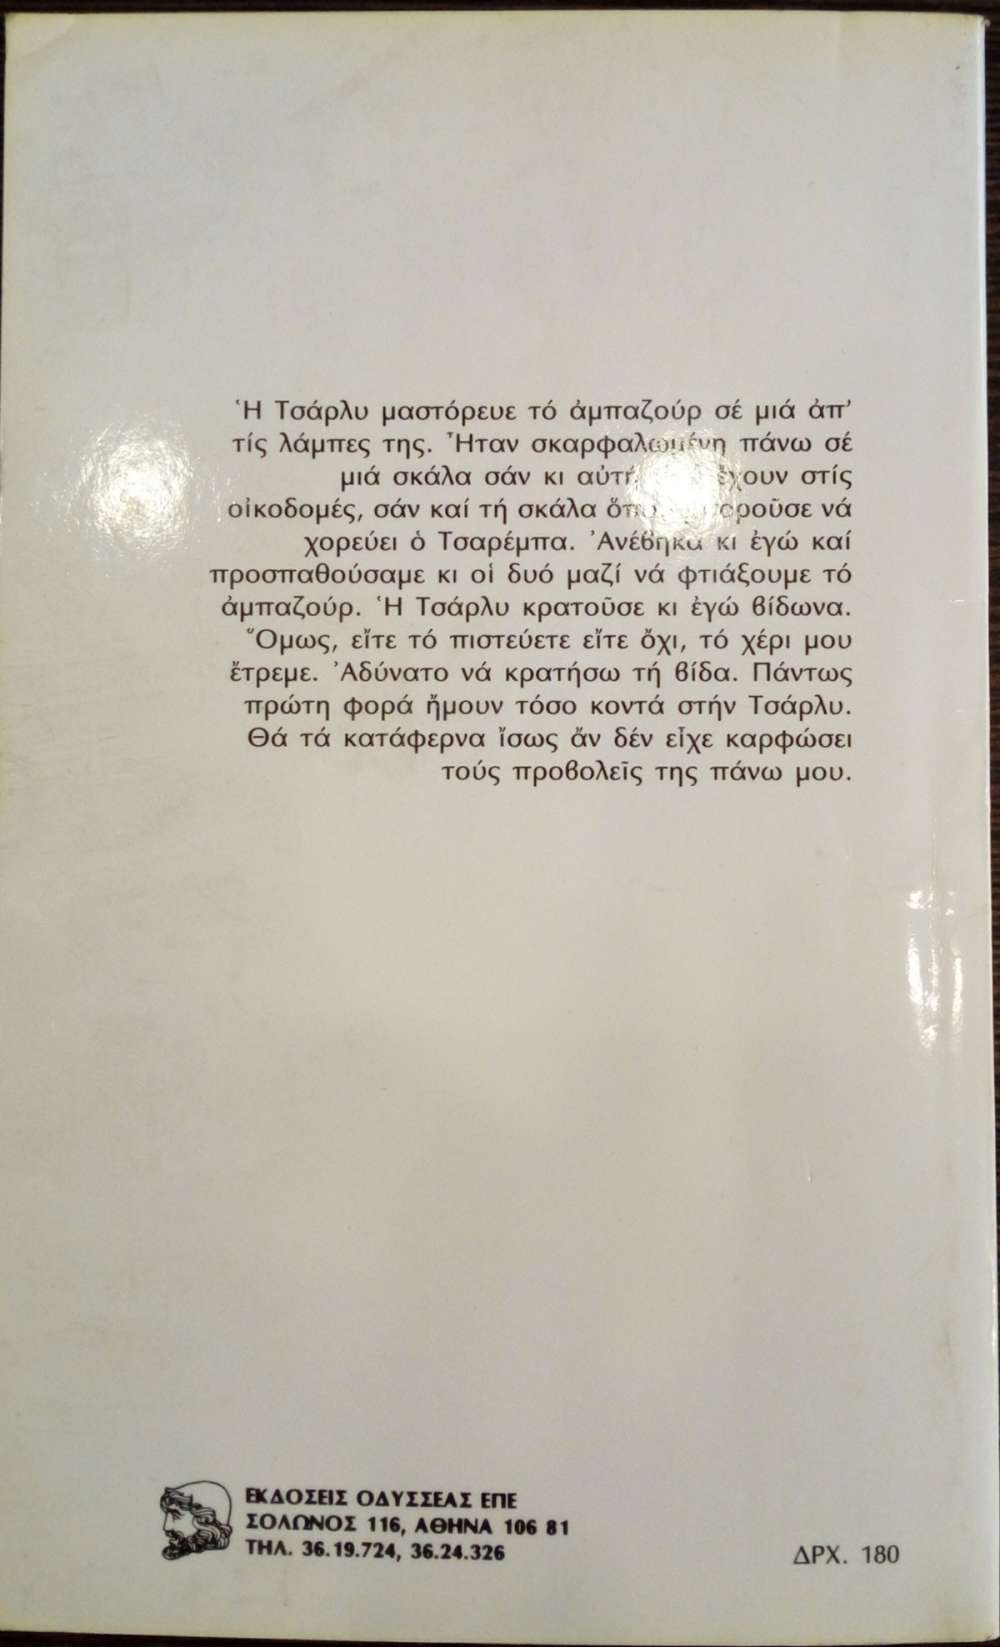 Ἡ Τσάρλυ μαστόρευε τό ἀμπαζούρ σέ μιά ἀπ'
τίς λάμπες της. Ἦταν σκαρφαλωμένη πάνω σέ
μιά σκάλα σάν κι αὐτή ἔχουν στίς
οἰκοδομές, σάν καί τή σκάλα νά
χορεύει ὁ Τσαρέμπα. Ἀνέβηκα κι ἐγώ καί
προσπαθούσαμε κι οἱ δυό μαζί νά φτιάξουμε τό
ἀμπαζούρ. Ἡ Τσάρλυ κρατοῦσε κι ἐγώ βίδωνα.
Ὅμως, εἴτε τό πιστεύετε εἴτε ὄχι, τό χέρι μου
ἔτρεμε. Ἀδύνατο νά κρατήσω τή βίδα. Πάντως
πρώτη φορά ἤμουν τόσο κοντά στήν Τσάρλυ.
Θά τά κατάφερνα ἴσως ἄν δέν εἶχε καρφώσει
τούς προβολεῖς της πάνω μου.
ΕΚΔΟΣΕΙΣ ΟΔΥΣΣΕΑΣ ΕΠΕ
ΣΟΛΩΝΟΣ 116, ΑΘΗΝΑ 106 81
ΤΗΛ. 36.19.724, 36.24.326
ΔΡΧ. 180